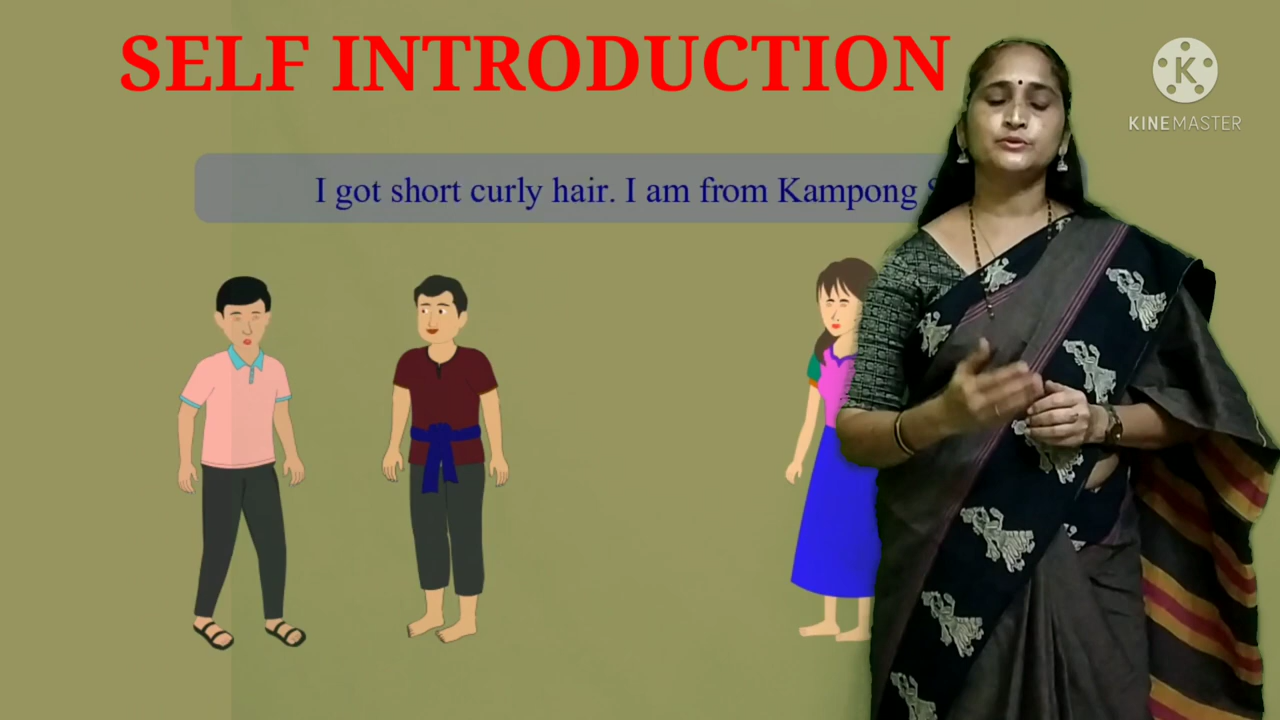 SELF INTRODUCTION
KINEMASTER
I got short curly hair. I am from Kampong